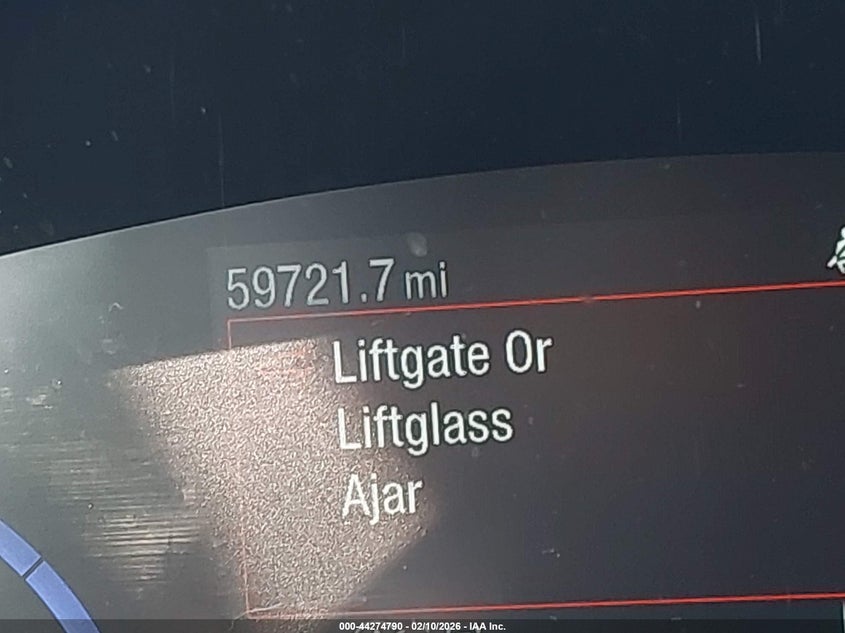 59721.7 mi
Liftgate Or
Liftglass
Ajar
000-44274790 - 02/10/2026 - IAA Inc.